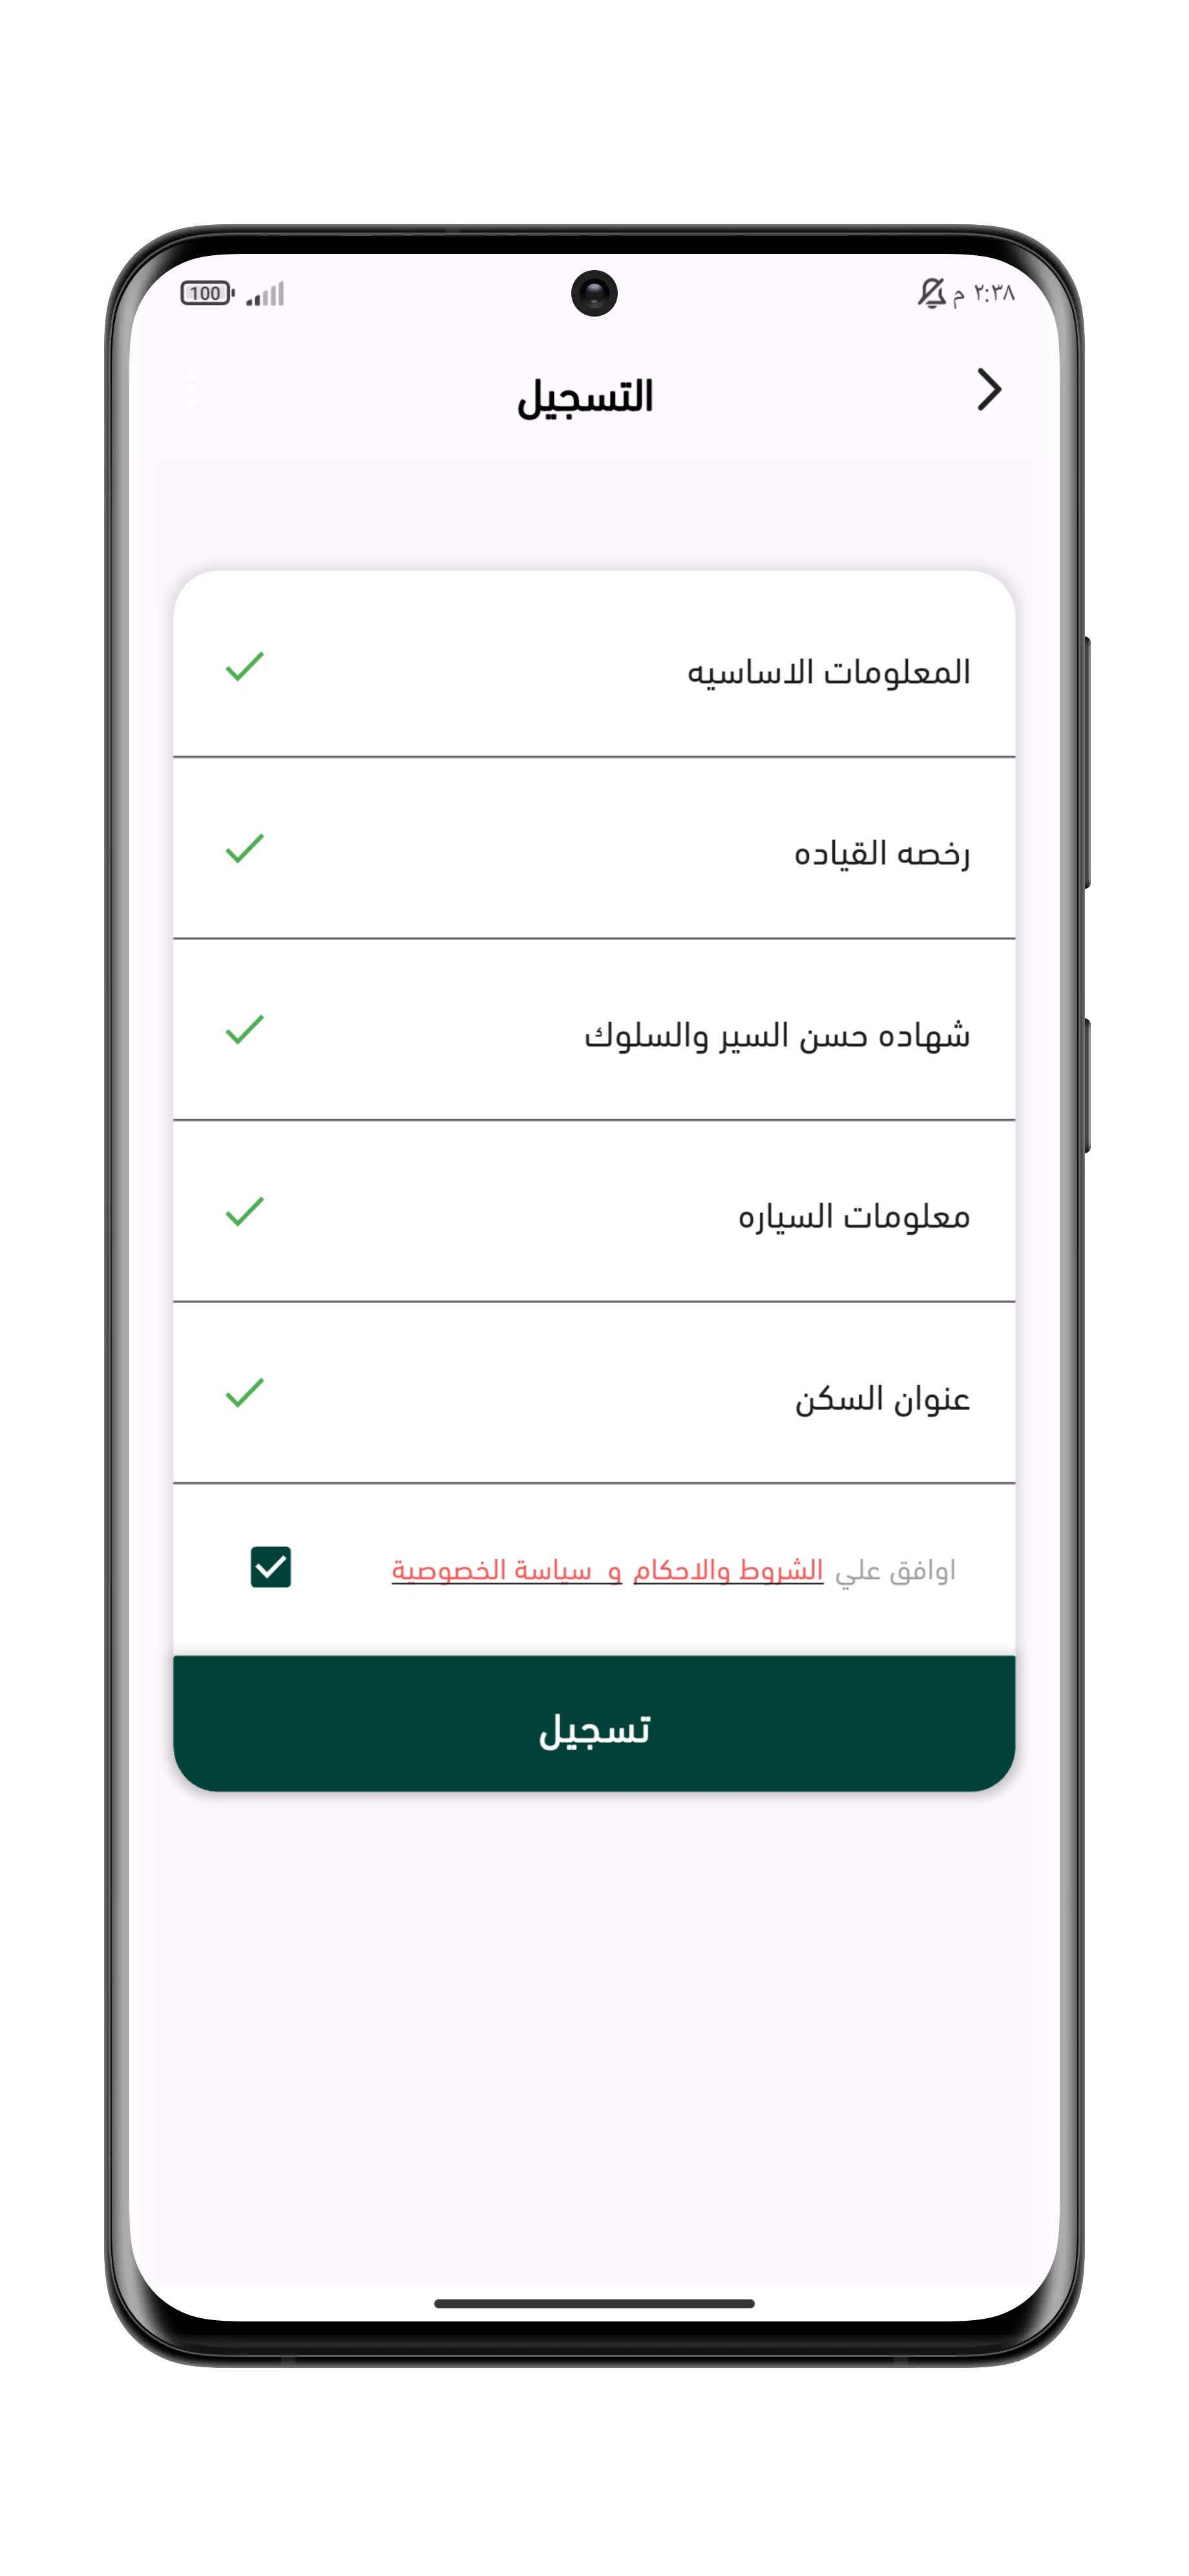 ٢:٣٨ م
100
التسجيل
المعلومات الاساسيه
رخصه القياده
شهاده حسن السير والسلوك
معلومات السياره
عنوان السكن
اوافق علي الشروط والاحكام و سياسة الخصوصية
تسجيل